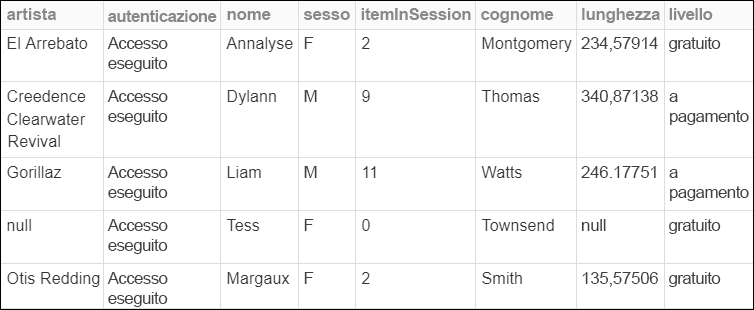 artista autenticazione nome sesso itemInSession cognome lunghezza livello
El Arrebato Accesso eseguito Annalyse F 2 Montgomery 234,57914 gratuito
Creedence Clearwater Revival Accesso eseguito Dylann M 9 Thomas 340,87138 a pagamento
Gorillaz Accesso eseguito Liam M 11 Watts 246.17751 a pagamento
null Accesso eseguito Tess F 0 Townsend null gratuito
Otis Redding Accesso eseguito Margaux F 2 Smith 135,57506 gratuito